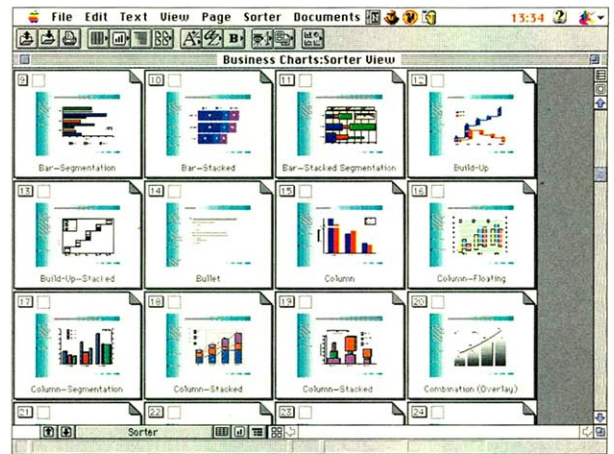 File Edit Text View Page Sorter Documents 13:34
Business Charts:Sorter View
9 10 11 12
Bar-Segmentation Bar-Stacked Bar-Stacked Segmentation Build-Up
13 14 15 16
Build-Up-Stacked Bullet Column Column-Floating
17 18 19 20
Column-Segmentation Column-Stacked Column-Stacked Combination (Overlay)
21 22 23 24
Sorter